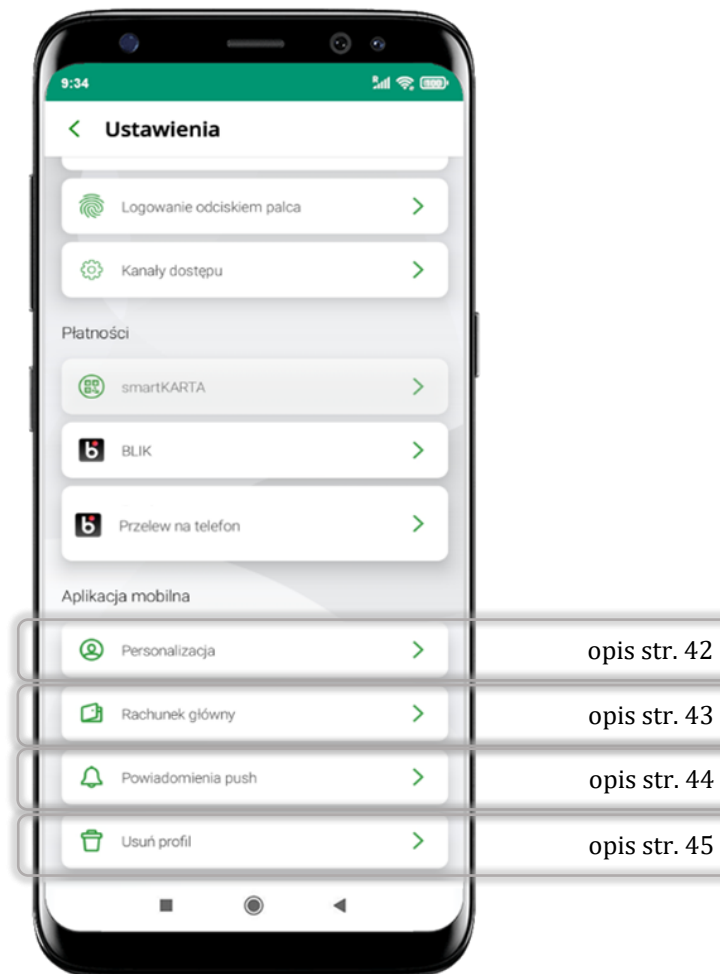 9:34
Ustawienia
Logowanie odciskiem palca
Kanały dostępu
Płatności
smartKARTA
BLIK
Przelew na telefon
Aplikacja mobilna
Personalizacja opis str. 42
Rachunek główny opis str. 43
Powiadomienia push opis str. 44
Usuń profil opis str. 45